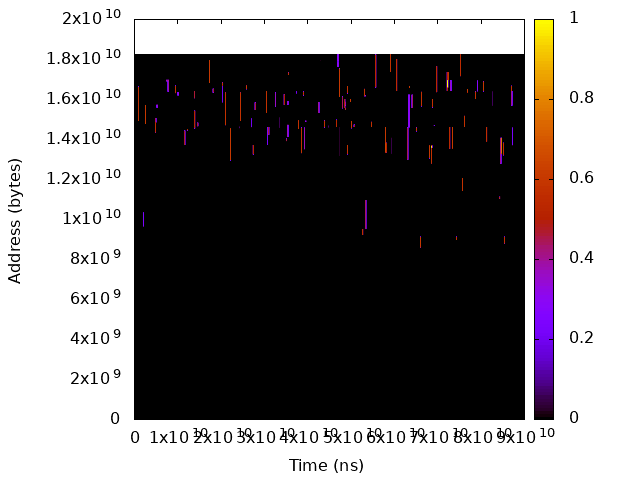 2x10 10
1.8x10 10
1.6x10 10
1.4x10 10
1.2x10 10
1x10 10
8x10 9
6x10 9
4x10 9
2x10 9
0
Address (bytes)
0 1x10 10 2x10 10 3x10 10 4x10 10 5x10 10 6x10 10 7x10 10 8x10 10 9x10 10
Time (ns)
1
0.8
0.6
0.4
0.2
0